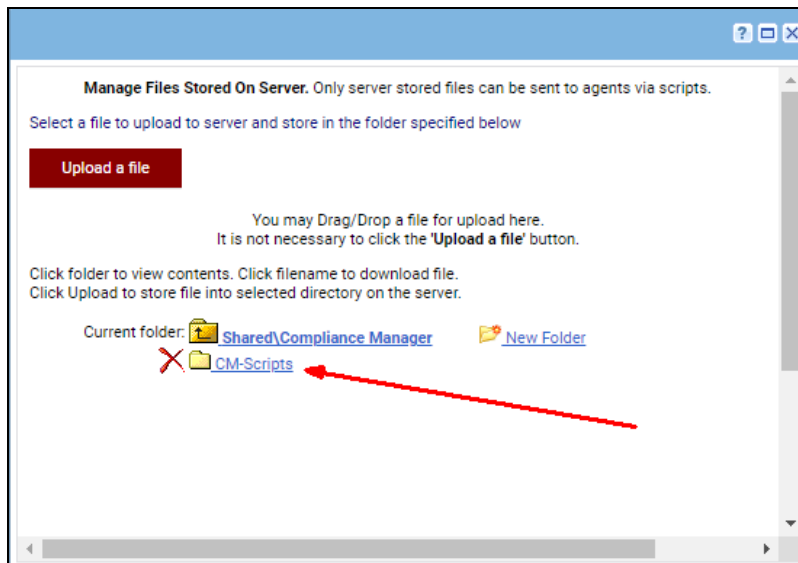 ?
Manage Files Stored On Server. Only server stored files can be sent to agents via scripts.
Select a file to upload to server and store in the folder specified below
Upload a file
You may Drag/Drop a file for upload here.
It is not necessary to click the 'Upload a file' button.
Click folder to view contents. Click filename to download file.
Click Upload to store file into selected directory on the server.
Current folder: Shared\Compliance Manager New Folder
CM-Scripts